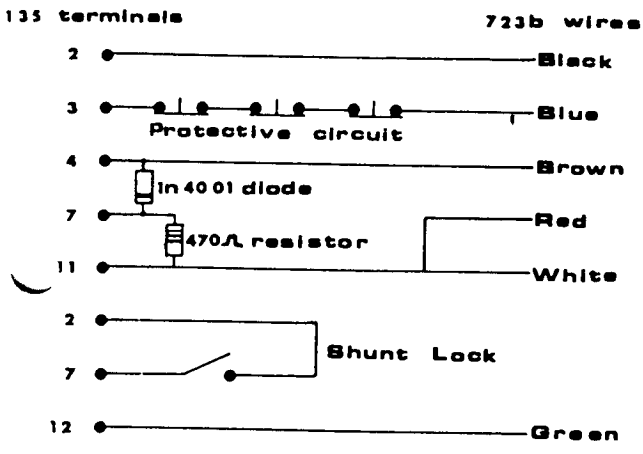 135 terminals 723b wires
2 Black
3 Blue
Protective circuit
4 Brown
1n 40 01 diode
7 Red
470Ω resistor
11 White
2
Shunt Lock
7
12 Green